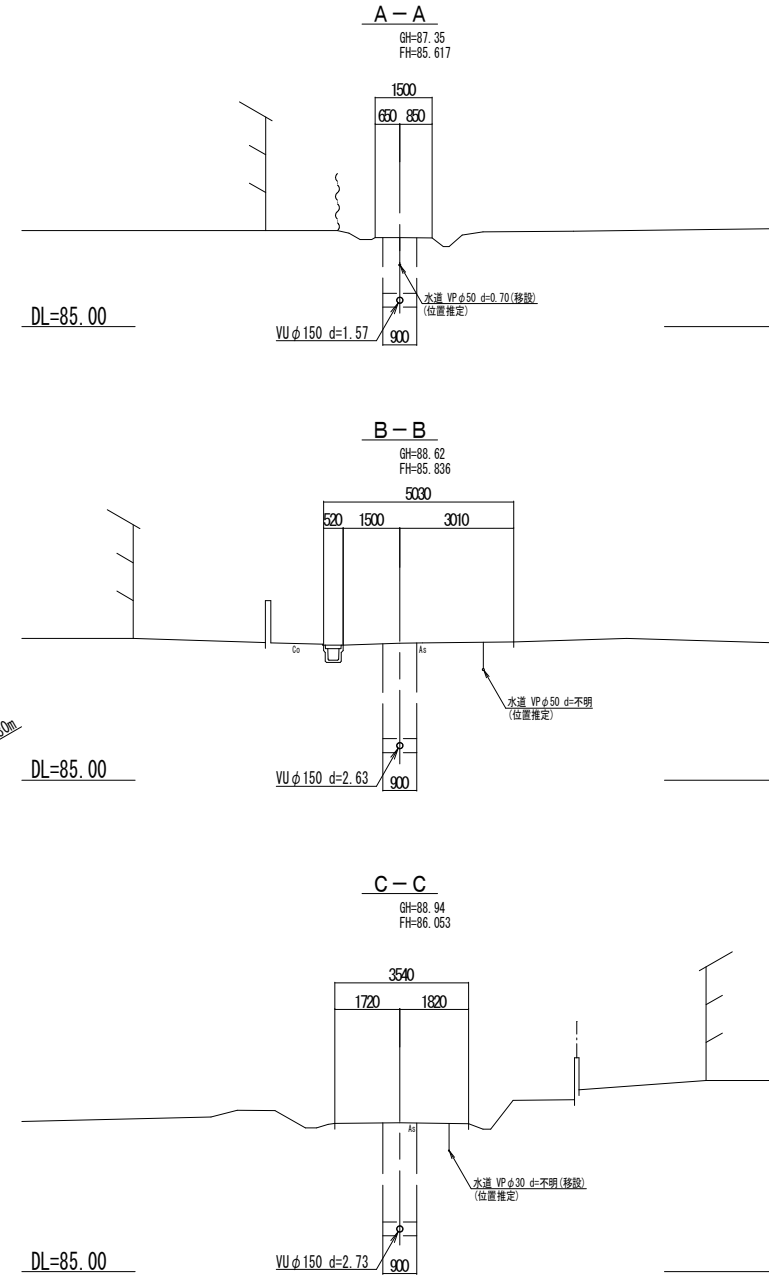 A－A
GH=87.35
FH=85.617
1500
650 850
水道 VPφ50 d=0.70(移設)
(位置推定)
DL=85.00
VUφ150 d=1.57
900
B－B
GH=88.62
FH=85.836
5030
520 1500 3010
Co
As
水道 VPφ50 d=不明
(位置推定)
DL=85.00
VUφ150 d=2.63
900
C－C
GH=88.94
FH=86.053
3540
1720 1820
As
水道 VPφ30 d=不明(移設)
(位置推定)
DL=85.00
VUφ150 d=2.73
900